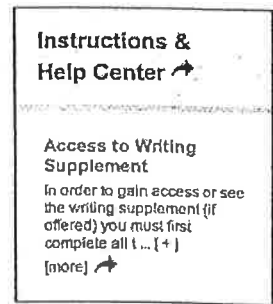 Instructions &
Help Center
Access to Writing
Supplement
In order to gain access or see
the writing supplement (if
offered) you must first
complete all t ... [ + ]
[more]